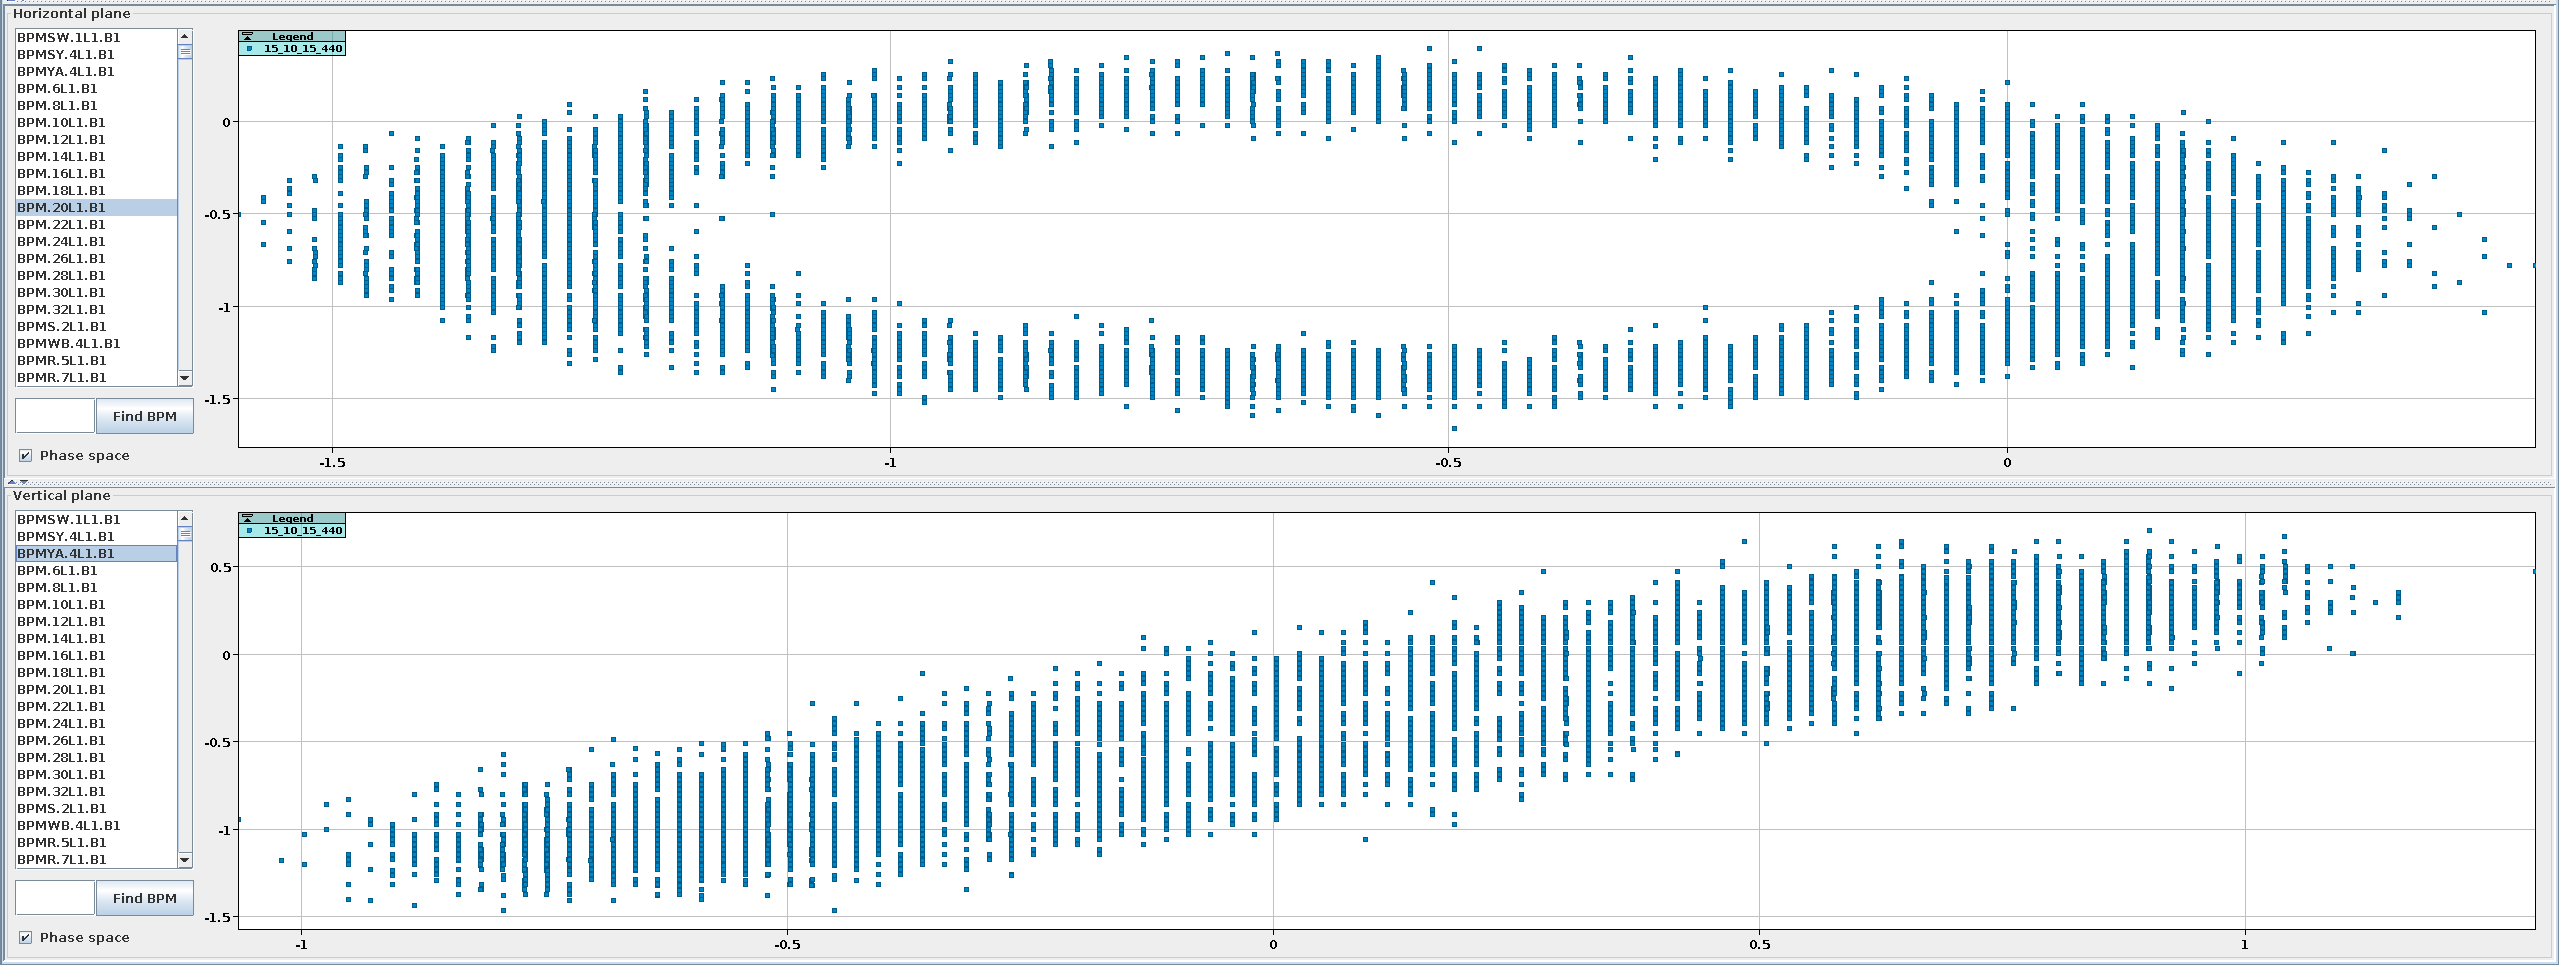 Horizontal plane
BPMSW.1L1.B1
BPMSY.4L1.B1
BPMYA.4L1.B1
BPM.6L1.B1
BPM.8L1.B1
BPM.10L1.B1
BPM.12L1.B1
BPM.14L1.B1
BPM.16L1.B1
BPM.18L1.B1
BPM.20L1.B1
BPM.22L1.B1
BPM.24L1.B1
BPM.26L1.B1
BPM.28L1.B1
BPM.30L1.B1
BPM.32L1.B1
BPMS.2L1.B1
BPMWB.4L1.B1
BPMR.5L1.B1
BPMR.7L1.B1
Find BPM
Phase space
Legend
15_10_15_440
0
-0.5
-1
-1.5
-1.5 -1 -0.5 0
Vertical plane
BPMSW.1L1.B1
BPMSY.4L1.B1
BPMYA.4L1.B1
BPM.6L1.B1
BPM.8L1.B1
BPM.10L1.B1
BPM.12L1.B1
BPM.14L1.B1
BPM.16L1.B1
BPM.18L1.B1
BPM.20L1.B1
BPM.22L1.B1
BPM.24L1.B1
BPM.26L1.B1
BPM.28L1.B1
BPM.30L1.B1
BPM.32L1.B1
BPMS.2L1.B1
BPMWB.4L1.B1
BPMR.5L1.B1
BPMR.7L1.B1
Find BPM
Phase space
Legend
15_10_15_440
0.5
0
-0.5
-1
-1.5
-1 -0.5 0 0.5 1